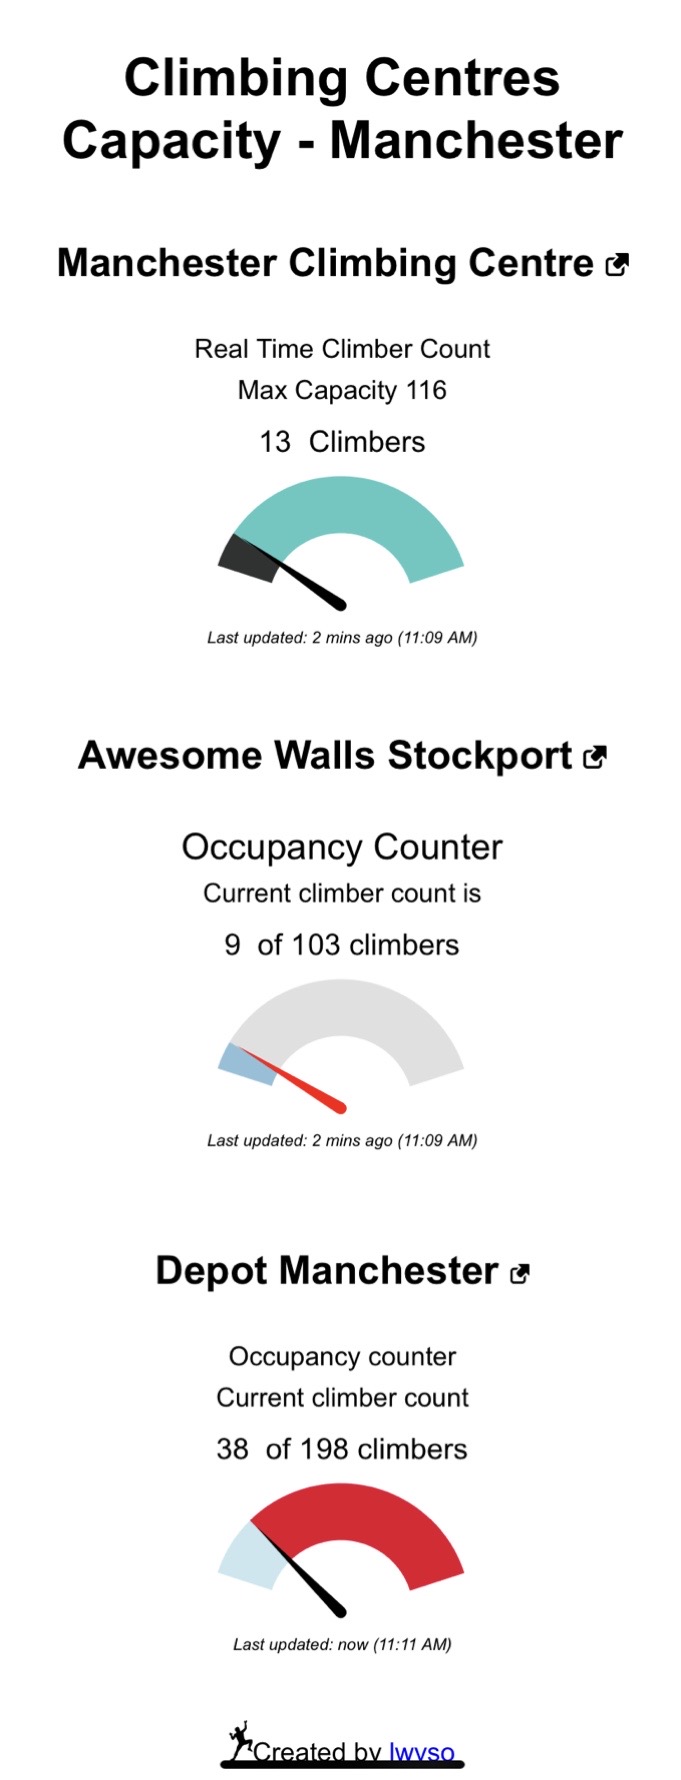 Climbing Centres
Capacity - Manchester
Manchester Climbing Centre
Real Time Climber Count
Max Capacity 116
13 Climbers
Last updated: 2 mins ago (11:09 AM)
Awesome Walls Stockport
Occupancy Counter
Current climber count is
9 of 103 climbers
Last updated: 2 mins ago (11:09 AM)
Depot Manchester
Occupancy counter
Current climber count
38 of 198 climbers
Last updated: now (11:11 AM)
Created by